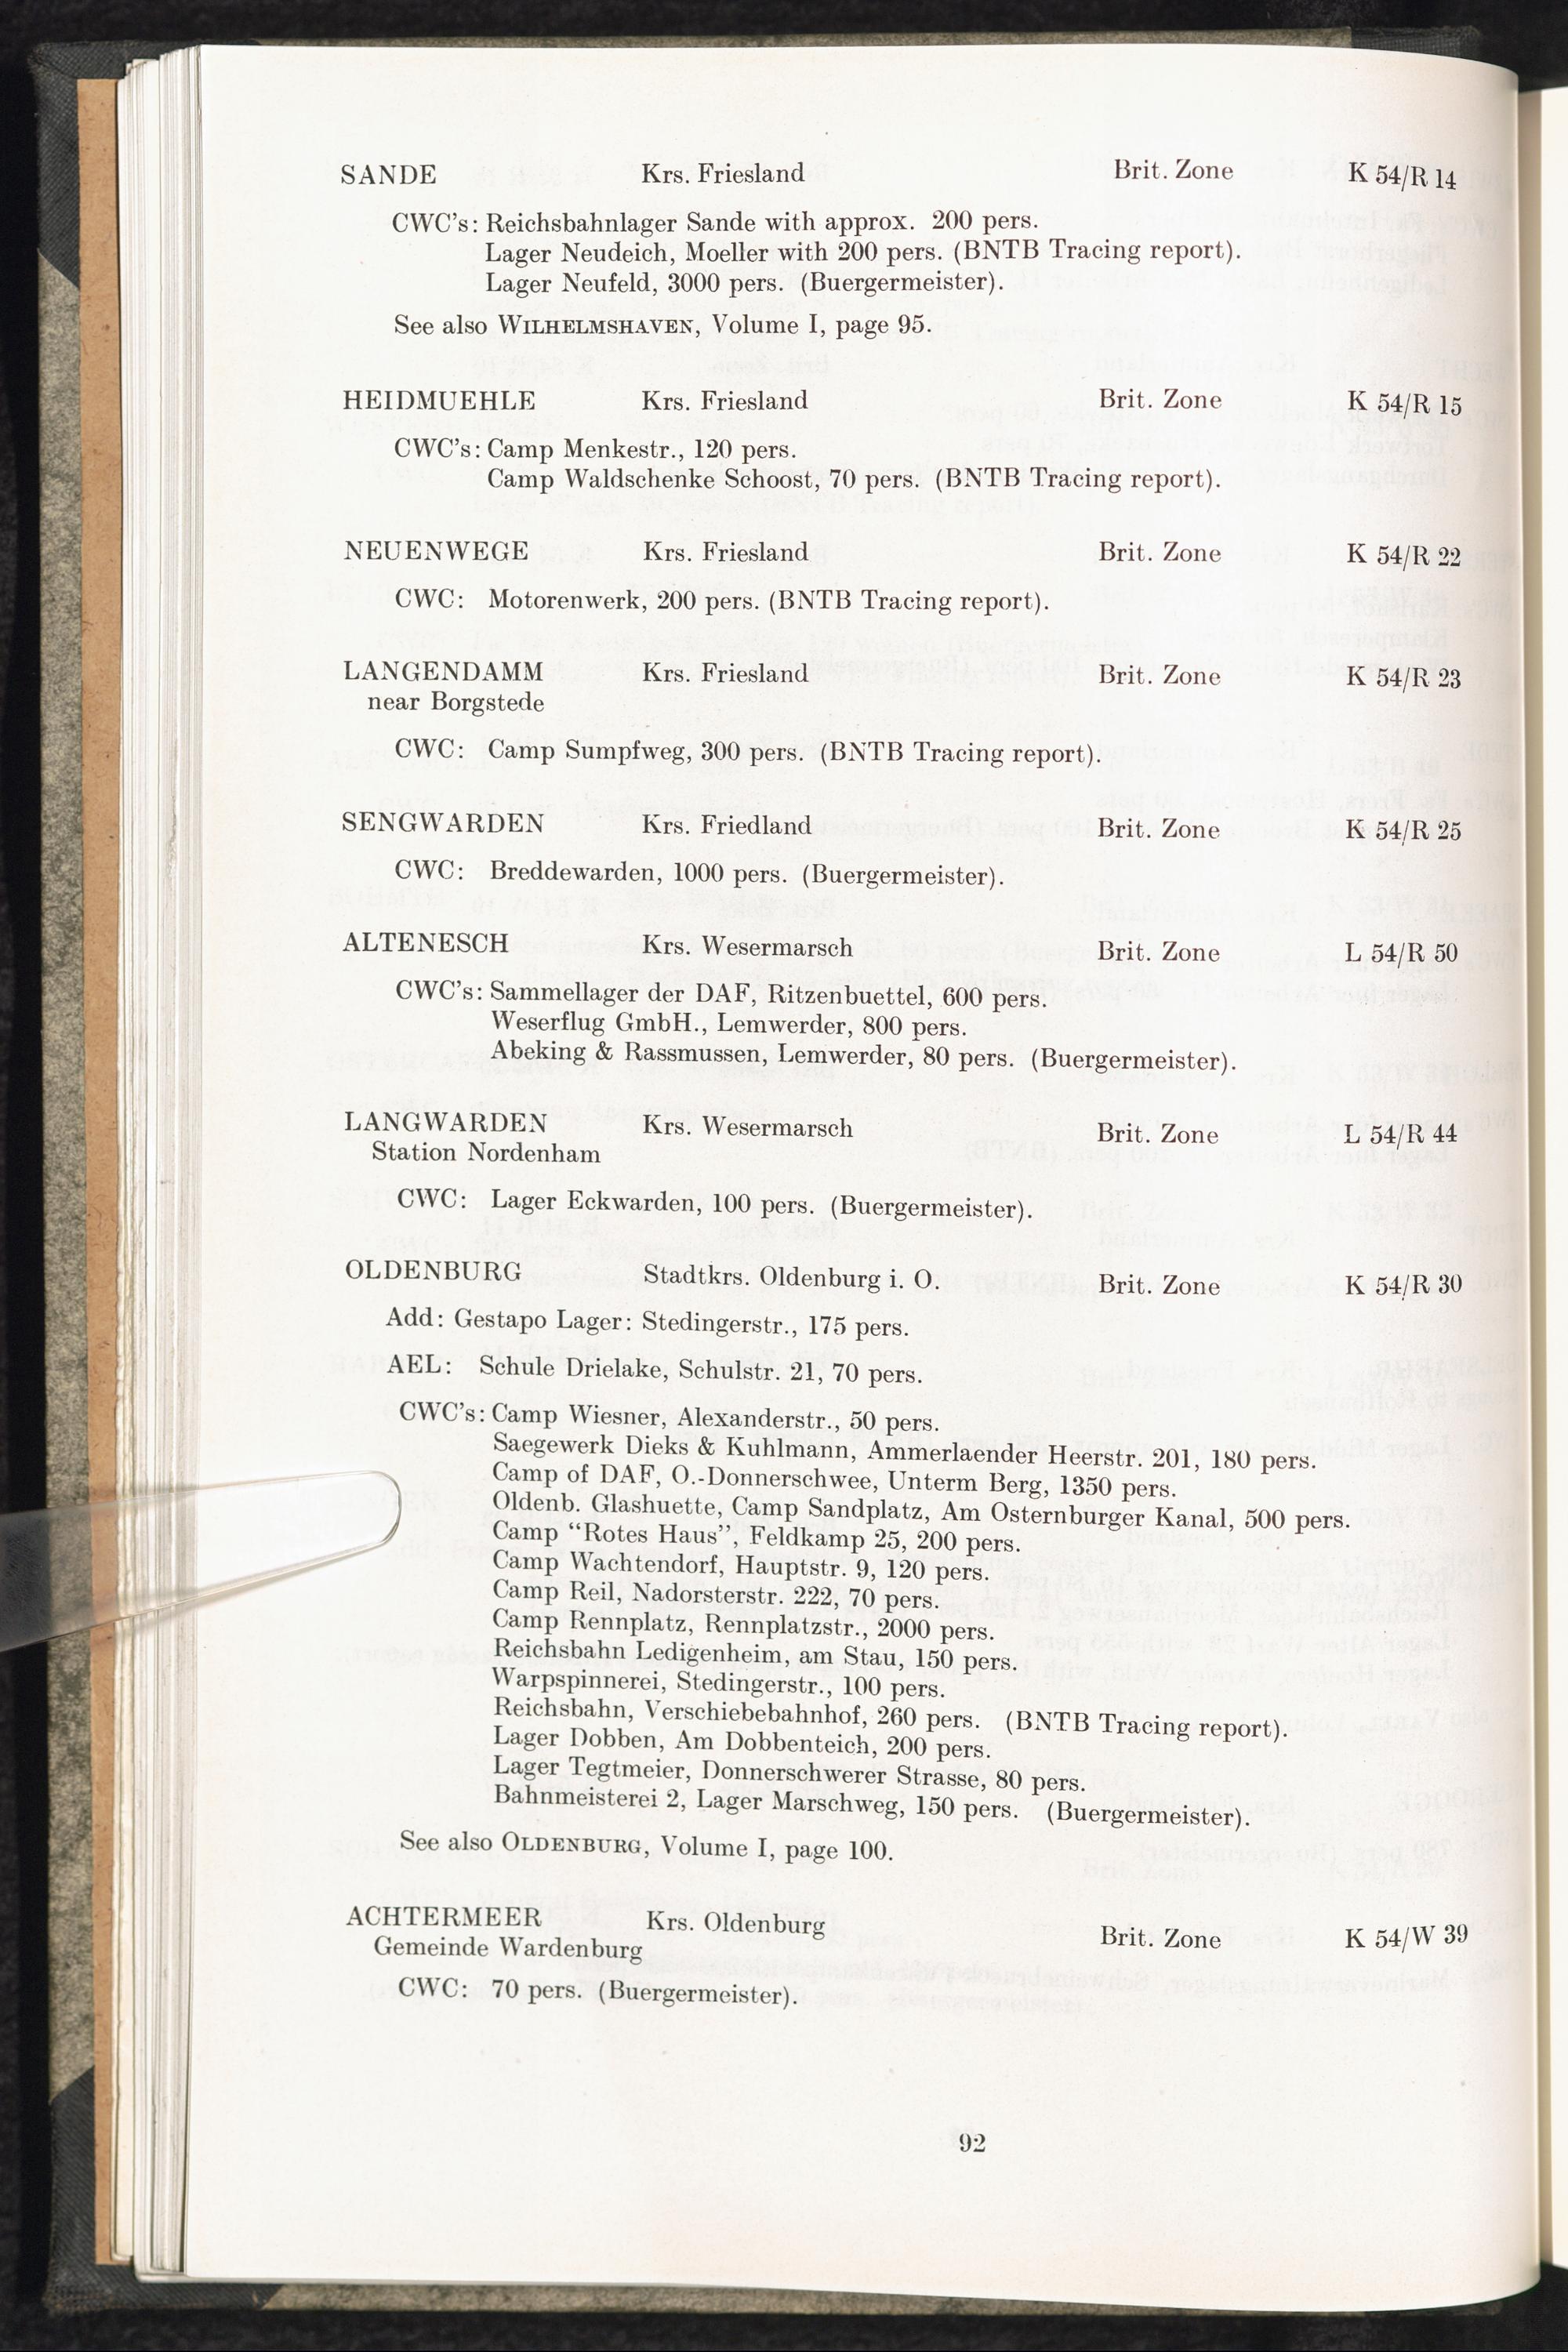 SANDE Krs. Friesland Brit. Zone K 54/R 14
CWC's: Reichsbahnlager Sande with approx. 200 pers.
Lager Neudeich, Moeller with 200 pers. (BNTB Tracing report).
Lager Neufeld, 3000 pers. (Buergermeister).
See also WILHELMSHAVEN, Volume I, page 95.
HEIDMUEHLE Krs. Friesland Brit. Zone K 54/R 15
CWC's: Camp Menkestr., 120 pers.
Camp Waldschenke Schoost, 70 pers. (BNTB Tracing report).
NEUENWEGE Krs. Friesland Brit. Zone K 54/R 22
CWC: Motorenwerk, 200 pers. (BNTB Tracing report).
LANGENDAMM Krs. Friesland Brit. Zone K 54/R 23
near Borgstede
CWC: Camp Sumpfweg, 300 pers. (BNTB Tracing report).
SENGWARDEN Krs. Friedland Brit. Zone K 54/R 25
CWC: Breddewarden, 1000 pers. (Buergermeister).
ALTENESCH Krs. Wesermarsch Brit. Zone L 54/R 50
CWC's: Sammellager der DAF, Ritzenbuettel, 600 pers.
Weserflug GmbH., Lemwerder, 800 pers.
Abeking & Rassmussen, Lemwerder, 80 pers. (Buergermeister).
LANGWARDEN Krs. Wesermarsch Brit. Zone L 54/R 44
Station Nordenham
CWC: Lager Eckwarden, 100 pers. (Buergermeister).
OLDENBURG Stadtkrs. Oldenburg i. O. Brit. Zone K 54/R 30
Add: Gestapo Lager: Stedingerstr., 175 pers.
AEL: Schule Drielake, Schulstr. 21, 70 pers.
CWC's: Camp Wiesner, Alexanderstr., 50 pers.
Saegewerk Dieks & Kuhlmann, Ammerlaender Heerstr. 201, 180 pers.
Camp of DAF, O.-Donnerschwee, Unterm Berg, 1350 pers.
Oldenb. Glashuette, Camp Sandplatz, Am Osternburger Kanal, 500 pers.
Camp “Rotes Haus”, Feldkamp 25, 200 pers.
Camp Wachtendorf, Hauptstr. 9, 120 pers.
Camp Reil, Nadorsterstr. 222, 70 pers.
Camp Rennplatz, Rennplatzstr., 2000 pers.
Reichsbahn Ledigenheim, am Stau, 150 pers.
Warpspinnerei, Stedingerstr., 100 pers.
Reichsbahn, Verschiebebahnhof, 260 pers. (BNTB Tracing report).
Lager Dobben, Am Dobbenteich, 200 pers.
Lager Tegtmeier, Donnerschwerer Strasse, 80 pers.
Bahnmeisterei 2, Lager Marschweg, 150 pers. (Buergermeister).
See also OLDENBURG, Volume I, page 100.
ACHTERMEER Krs. Oldenburg Brit. Zone K 54/W 39
Gemeinde Wardenburg
CWC: 70 pers. (Buergermeister).
92